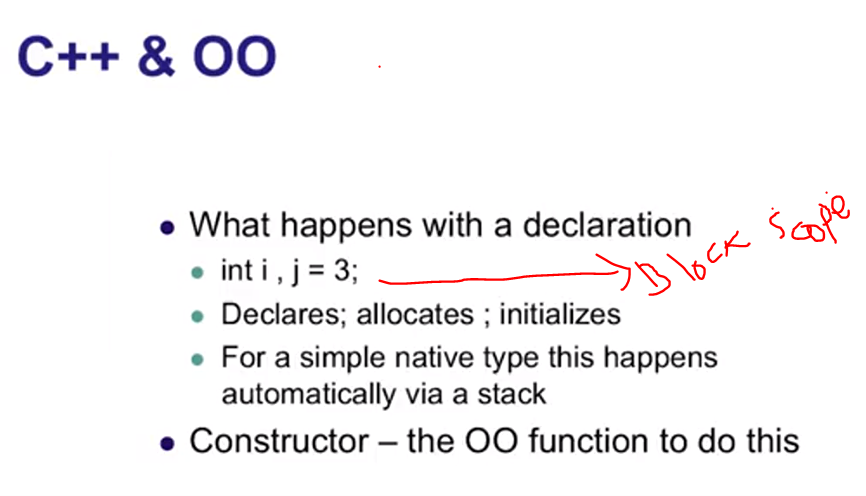 C++ & OO
What happens with a declaration
int i , j = 3;
Block scope
Declares; allocates ; initializes
For a simple native type this happens
automatically via a stack
Constructor – the OO function to do this